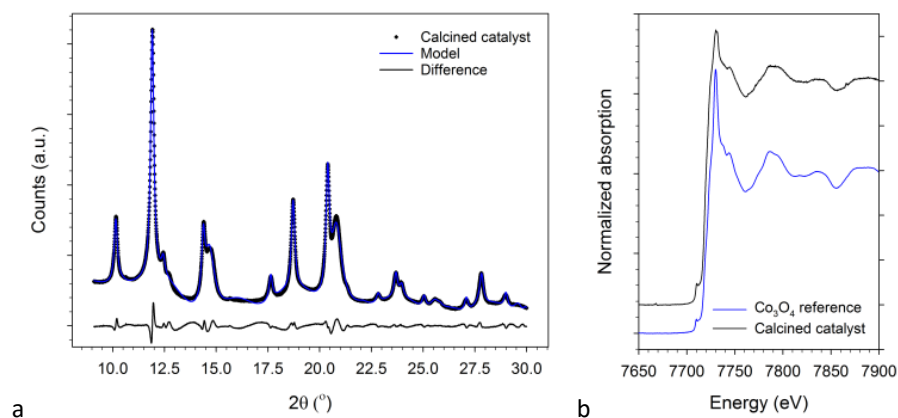 Calcined catalyst
Model
Difference
Counts (a.u.)
10.0 12.5 15.0 17.5 20.0 22.5 25.0 27.5 30.0
2θ (°)
a
Normalized absorption
Co₃O₄ reference
Calcined catalyst
7650 7700 7750 7800 7850 7900
Energy (eV)
b